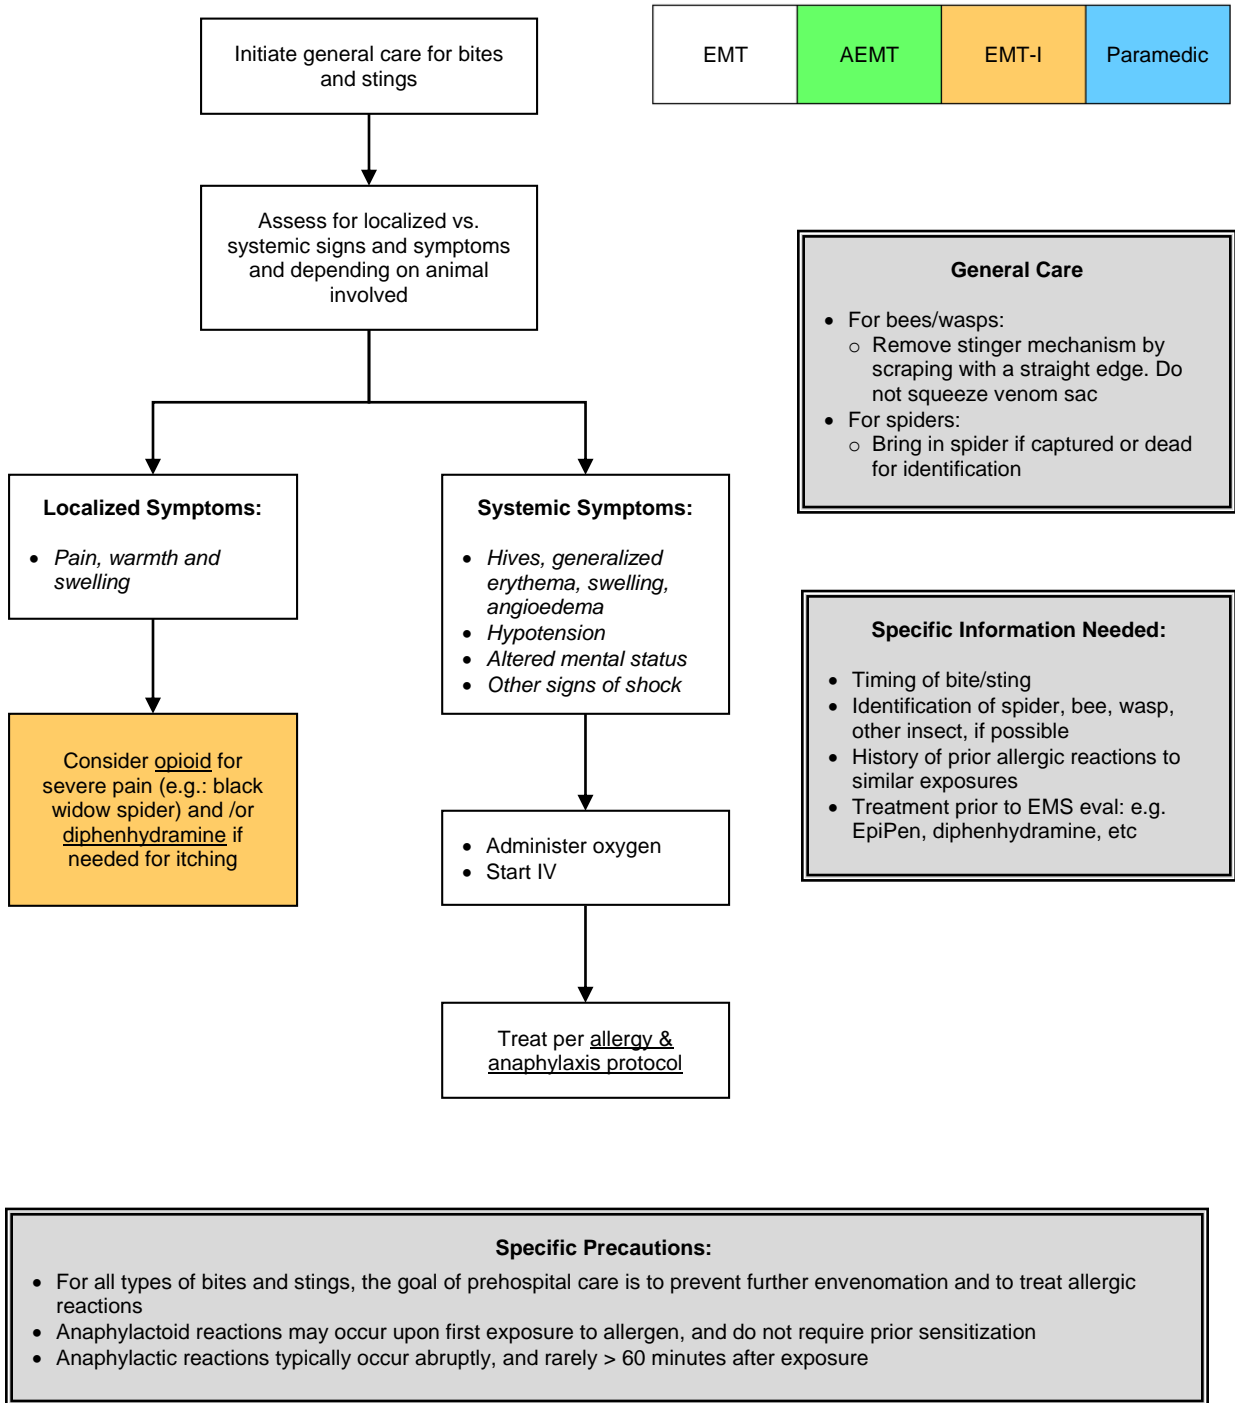 Initiate general care for bites
and stings
EMT
AEMT
EMT-I
Paramedic
Assess for localized vs.
systemic signs and symptoms
and depending on animal
involved
General Care
• For bees/wasps:
o Remove stinger mechanism by
scraping with a straight edge. Do
not squeeze venom sac
• For spiders:
o Bring in spider if captured or dead
for identification
Localized Symptoms:
• Pain, warmth and
swelling
Systemic Symptoms:
• Hives, generalized
erythema, swelling,
angioedema
• Hypotension
• Altered mental status
• Other signs of shock
Specific Information Needed:
• Timing of bite/sting
• Identification of spider, bee, wasp,
other insect, if possible
• History of prior allergic reactions to
similar exposures
• Treatment prior to EMS eval: e.g.
EpiPen, diphenhydramine, etc
Consider opioid for
severe pain (e.g.: black
widow spider) and /or
diphenhydramine if
needed for itching
• Administer oxygen
• Start IV
Treat per allergy &
anaphylaxis protocol
Specific Precautions:
• For all types of bites and stings, the goal of prehospital care is to prevent further envenomation and to treat allergic
reactions
• Anaphylactoid reactions may occur upon first exposure to allergen, and do not require prior sensitization
• Anaphylactic reactions typically occur abruptly, and rarely > 60 minutes after exposure